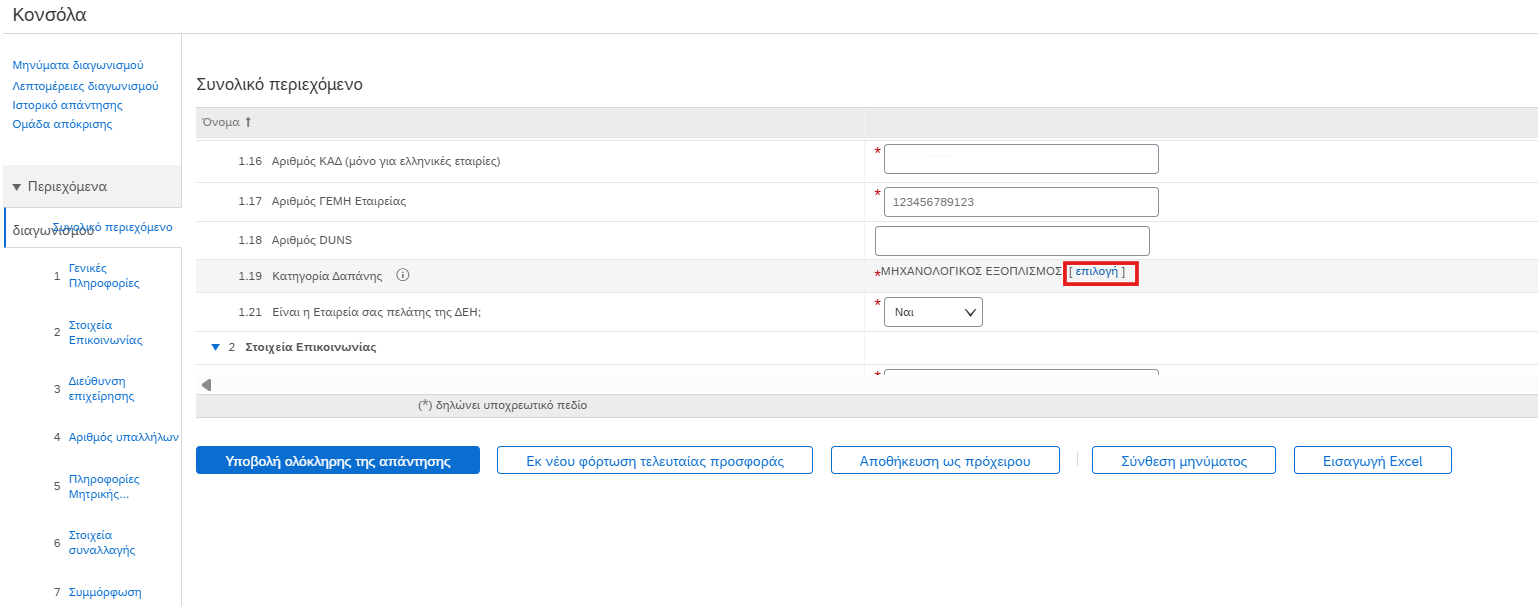 Κονσόλα
Μηνύματα διαγωνισμού
Λεπτομέρειες διαγωνισμού
Ιστορικό απάντησης
Ομάδα απόκρισης
▼ Περιεχόμενα
διαγωνισμού
Συνολικό περιεχόμενο
1 Γενικές
Πληροφορίες
2 Στοιχεία
Επικοινωνίας
3 Διεύθυνση
επιχείρησης
4 Αριθμός υπαλλήλων
5 Πληροφορίες
Μητρικής...
6 Στοιχεία
συναλλαγής
7 Συμμόρφωση
Συνολικό περιεχόμενο
Όνομα ↑
1.16 Αριθμός ΚΑΔ (μόνο για ελληνικές εταιρίες) *
1.17 Αριθμός ΓΕΜΗ Εταιρείας * 123456789123
1.18 Αριθμός DUNS
1.19 Κατηγορία Δαπάνης *ΜΗΧΑΝΟΛΟΓΙΚΟΣ ΕΞΟΠΛΙΣΜΟΣ [ επιλογή ]
1.21 Είναι η Εταιρεία σας πελάτης της ΔΕΗ; * Ναι
▼ 2 Στοιχεία Επικοινωνίας
*
(*) δηλώνει υποχρεωτικό πεδίο
Υποβολή ολόκληρης της απάντησης
Εκ νέου φόρτωση τελευταίας προσφοράς
Αποθήκευση ως πρόχειρου
Σύνθεση μηνύματος
Εισαγωγή Excel